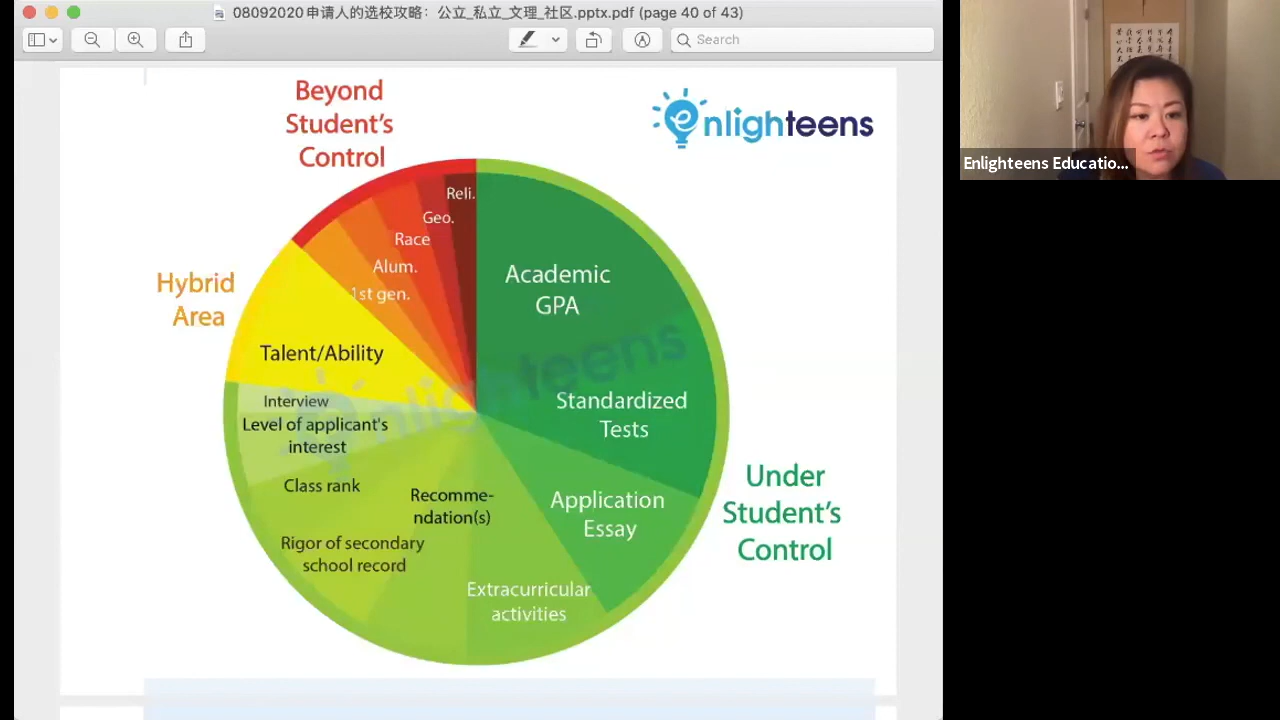 08092020申请人的选校攻略：公立_私立_文理_社区.pptx.pdf (page 40 of 43)
Search
Beyond
Student's
Control
enlighteens
Reli.
Geo.
Race
Alum.
1st gen.
Academic
GPA
Hybrid
Area
Talent/Ability
Standardized
Tests
Interview
Level of applicant's
interest
Class rank
Recomme-
ndation(s)
Application
Essay
Under
Student's
Control
Rigor of secondary
school record
Extracurricular
activities
enlighteens
Enlighteens Educatio...